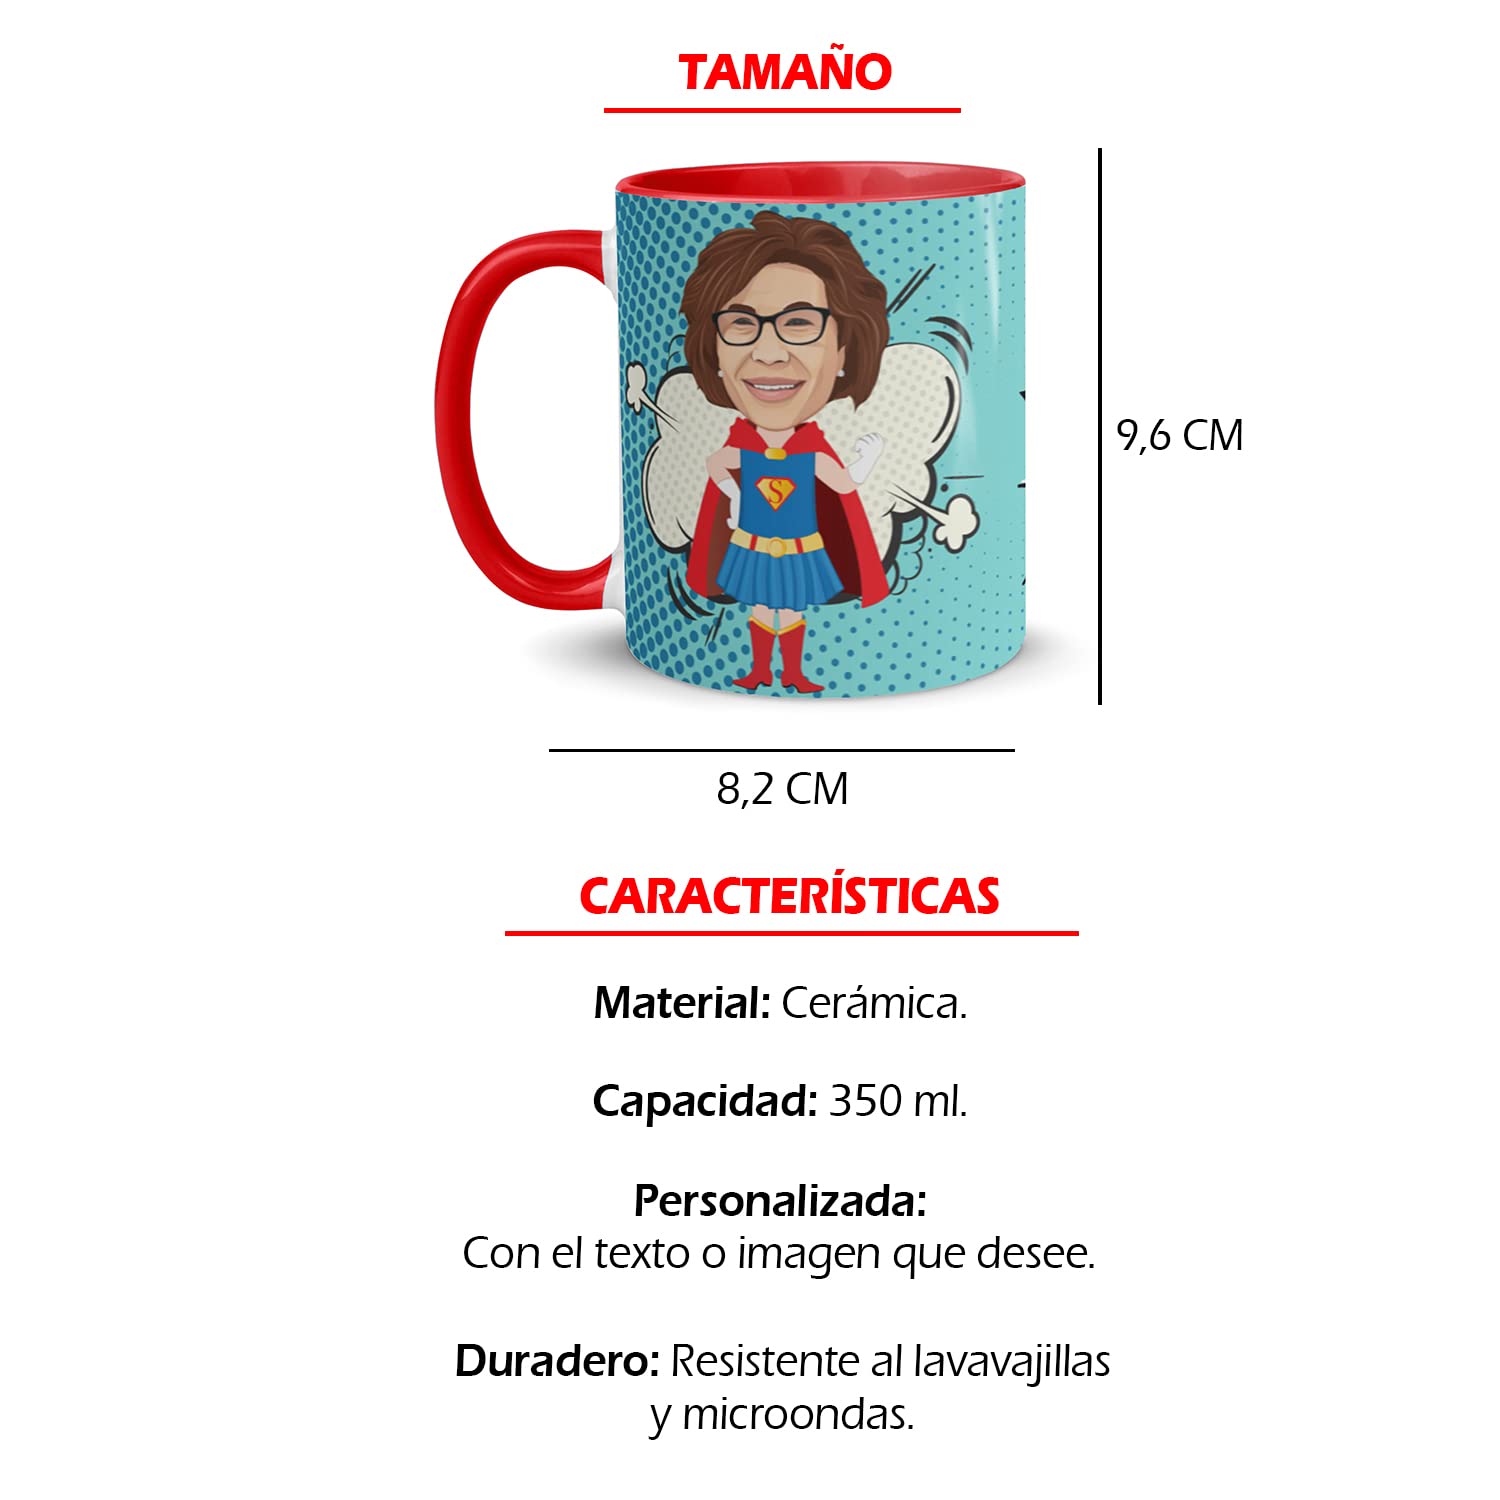 TAMAÑO
S
9,6 CM
8,2 CM
CARACTERÍSTICAS
Material: Cerámica.
Capacidad: 350 ml.
Personalizada:
Con el texto o imagen que desee.
Duradero: Resistente al lavavajillas
y microondas.